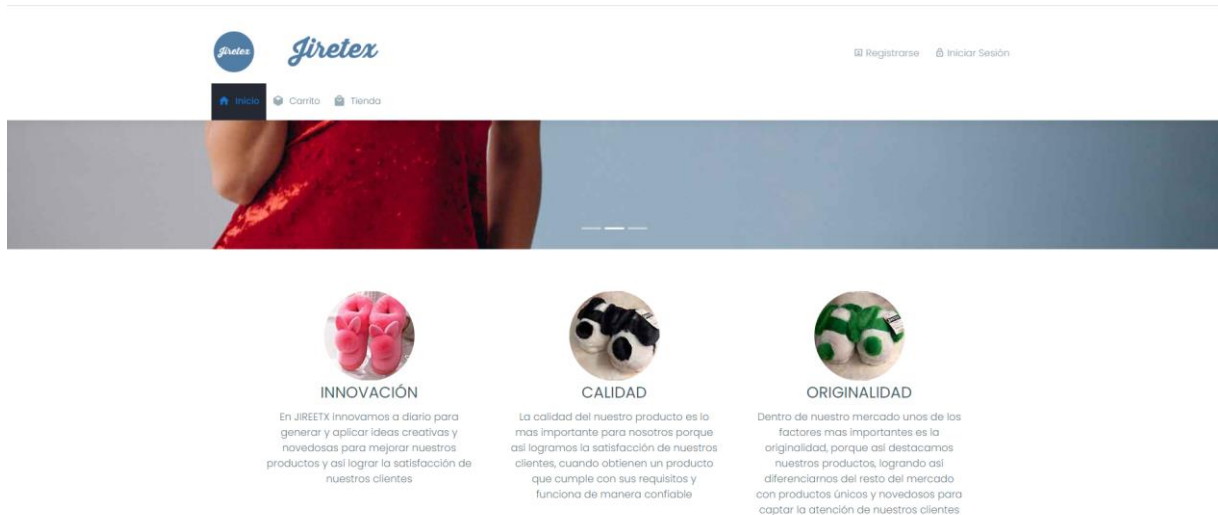 Jiretex
Jiretex
Registrarse Iniciar Sesión
Inicio Carrito Tienda
INNOVACIÓN
En JIREETX innovamos a diario para
generar y aplicar ideas creativas y
novedosas para mejorar nuestros
productos y así lograr la satisfacción de
nuestros clientes
CALIDAD
La calidad del nuestro producto es lo
mas importante para nosotros porque
así logramos la satisfacción de nuestros
clientes, cuando obtienen un producto
que cumple con sus requisitos y
funciona de manera confiable
ORIGINALIDAD
Dentro de nuestro mercado unos de los
factores mas importantes es la
originalidad, porque así destacamos
nuestros productos, logrando así
diferenciarnos del resto del mercado
con productos únicos y novedosos para
captar la atención de nuestros clientes